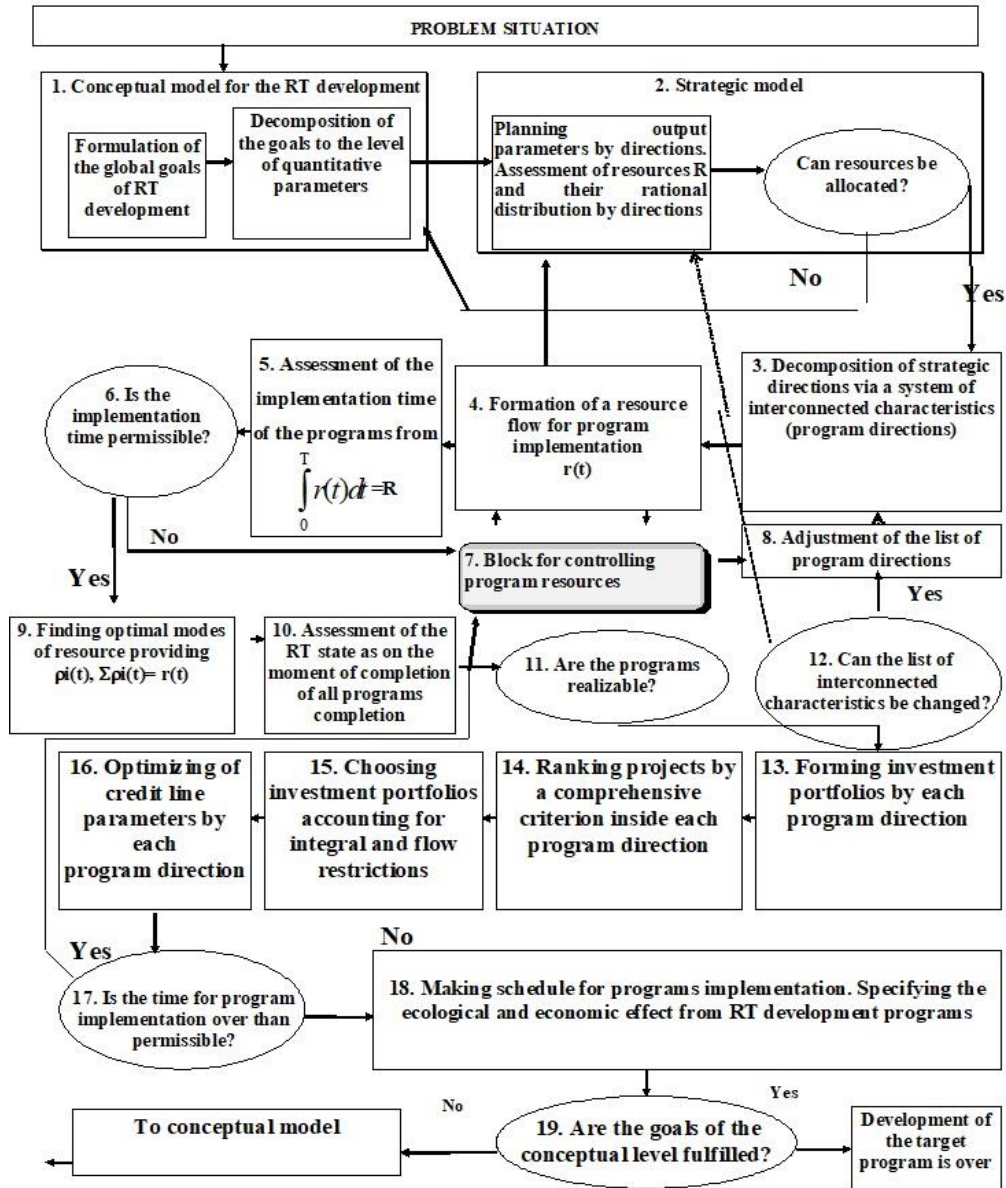 PROBLEM SITUATION
1. Conceptual model for the RT development
Formulation
of the global
goals of RT
development
Decomposition of
the goals to the level
of quantitative
parameters
2. Strategic model
Planning output
parameters by directions.
Assessment of resources R
and their rational
distribution by directions
Can resources be
allocated?
No
Yes
6. Is the
implementation
time permissible?
5. Assessment of the
implementation time
of the programs from
T
∫r(t)dt=R
0
4. Formation of a resource
flow for program
implementation
r(t)
3. Decomposition of strategic
directions via a system of
interconnected characteristics
(program directions)
No
Yes
7. Block for controlling
program resources
8. Adjustment of the list of
program directions
Yes
9. Finding optimal modes
of resource providing
ρi(t), Σρi(t)= r(t)
10. Assessment of the
RT state as on the
moment of completion
of all programs
completion
11. Are the programs
realizable?
12. Can the list of
interconnected
characteristics be changed?
16. Optimizing of
credit line
parameters by
each
program direction
15. Choosing
investment portfolios
accounting for
integral and flow
restrictions
14. Ranking projects by
a comprehensive
criterion inside each
program direction
13. Forming investment
portfolios by each
program direction
Yes
No
17. Is the time for program
implementation over than
permissible?
18. Making schedule for programs implementation. Specifying the
ecological and economic effect from RT development programs
No
Yes
To conceptual model
19. Are the goals of the
conceptual level fulfilled?
Development of
the target
program is over